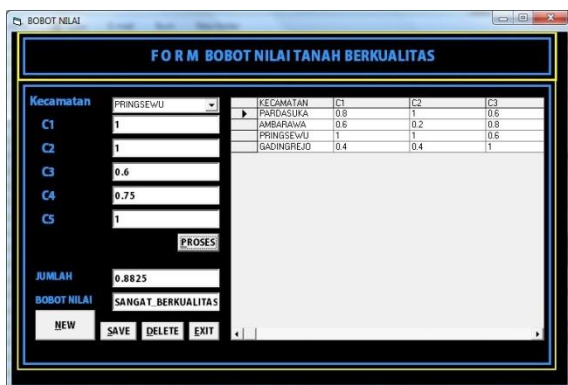 BOBOT NILAI
F O R M BOBOT NILAI TANAH BERKUALITAS
Kecamatan PRINGSEWU
C1 1
C2 1
C3 0.6
C4 0.75
C5 1
PROSES
JUMLAH 0.8825
BOBOT NILAI SANGAT_BERKUALITAS
NEW SAVE DELETE EXIT
KECAMATAN C1 C2 C3
PARDASUKA 0.8 1 0.6
AMBARAWA 0.6 0.2 0.8
PRINGSEWU 1 1 0.6
GADINGREJO 0.4 0.4 1